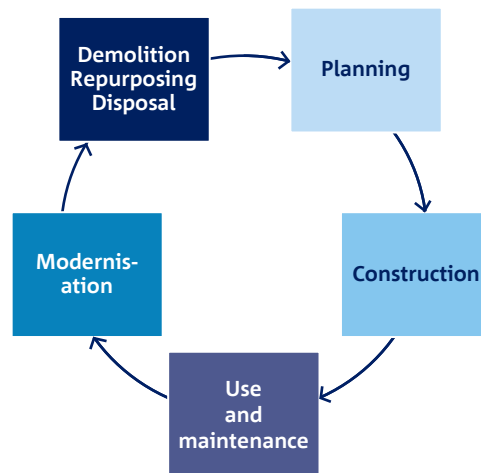 Demolition
Repurposing
Disposal
Planning
Construction
Use
and
maintenance
Modernis-
ation